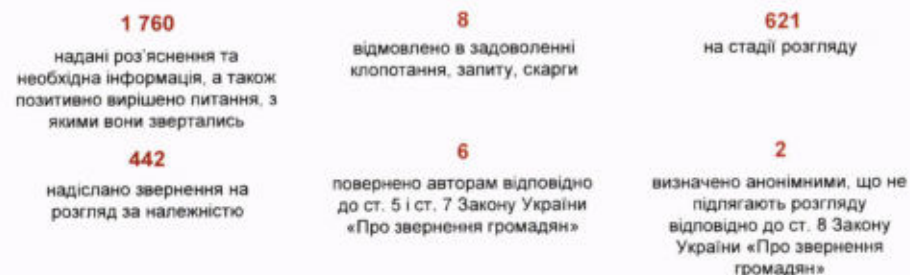 1 760
надані роз'яснення та
необхідна інформація, а також
позитивно вирішено питання, з
якими вони звертались
8
відмовлено в задоволенні
клопотання, запиту, скарги
621
на стадії розгляду
442
надіслано звернення на
розгляд за належністю
6
повернено авторам відповідно
до ст. 5 і ст. 7 Закону України
«Про звернення громадян»
2
визначено анонімними, що не
підлягають розгляду
відповідно до ст. 8 Закону
України «Про звернення
громадян»